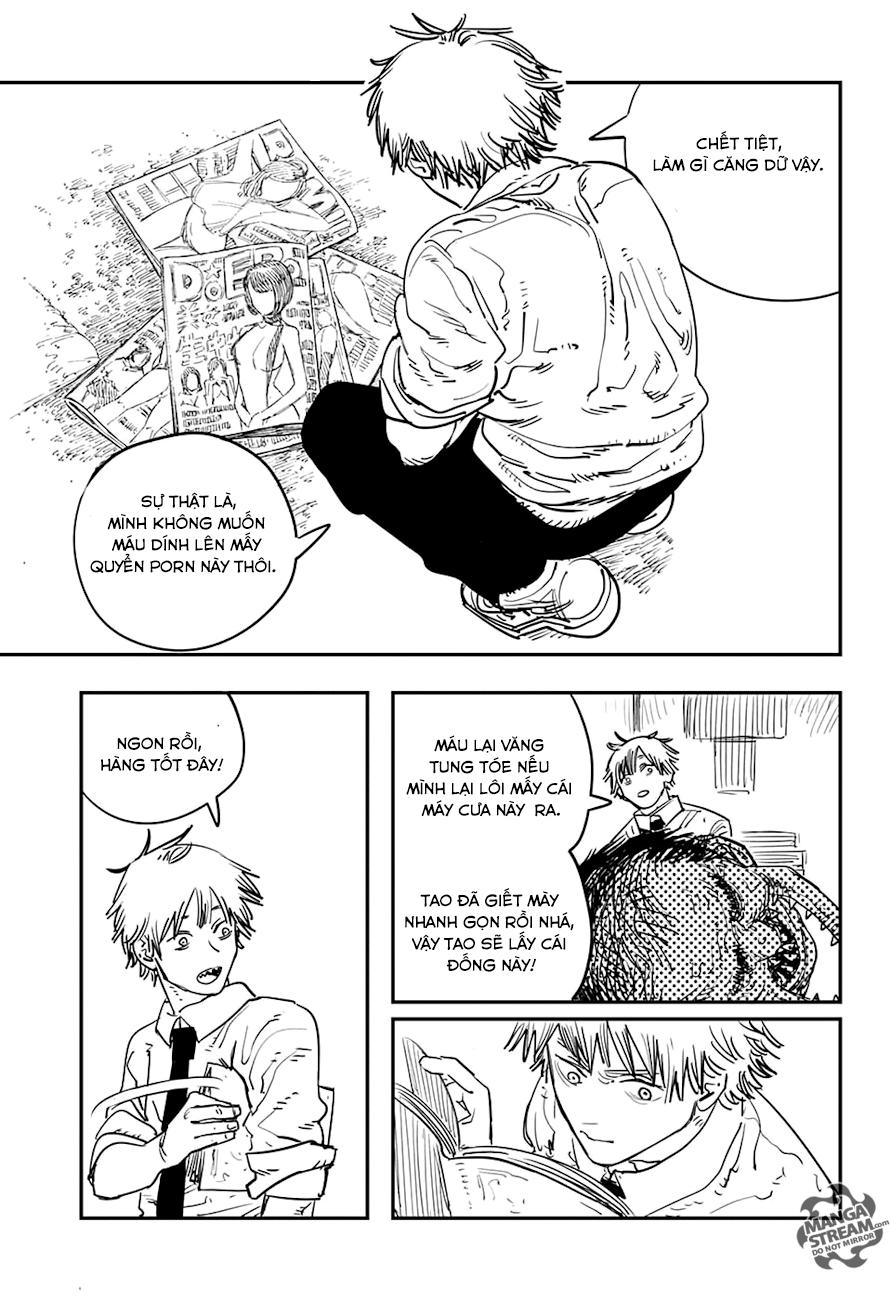 CHẾT TIỆT,
LÀM GÌ CĂNG DỮ VẬY.
D☆ERO
SỰ THẬT LÀ,
MÌNH KHÔNG MUỐN
MÁU DÍNH LÊN MẤY
QUYỂN PORN NÀY THÔI.
MÁU LẠI VĂNG
TUNG TÓE NẾU
MÌNH LẠI LÔI MẤY CÁI
MÁY CƯA NÀY RA.
TAO ĐÃ GIẾT MÀY
NHANH GỌN RỒI NHÁ,
VẬY TAO SẼ LẤY CÁI
ĐỐNG NÀY!
NGON RỒI,
HÀNG TỐT ĐÂY!
MANGA
STREAM.com
DO NOT MIRROR!